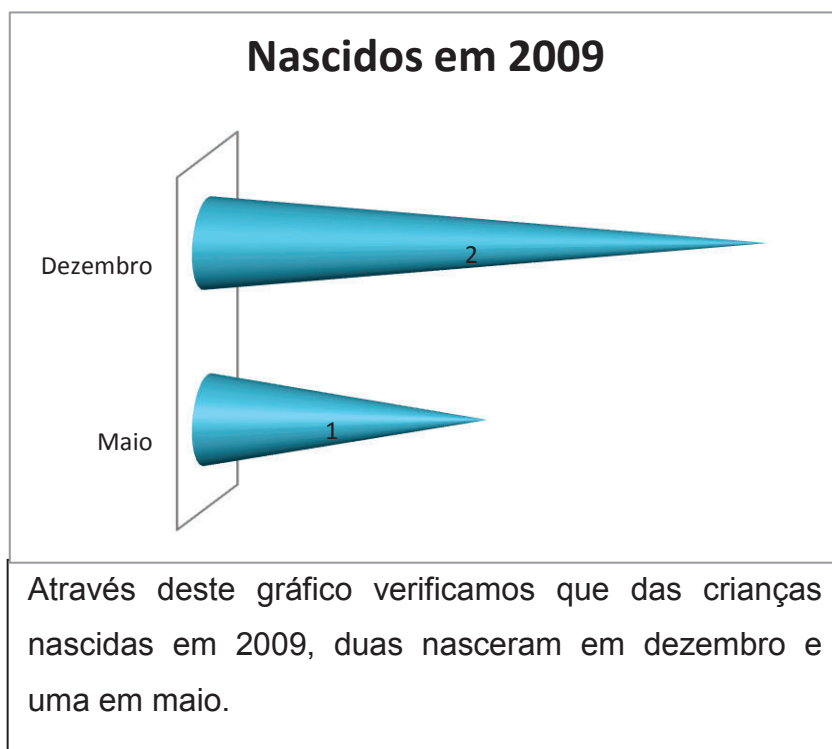 Nascidos em 2009
Dezembro
2
Maio
1
Através deste gráfico verificamos que das crianças
nascidas em 2009, duas nasceram em dezembro e
uma em maio.